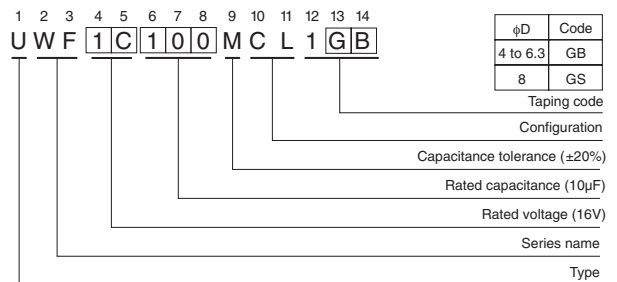 1 2 3 4 5 6 7 8 9 10 11 12 13 14
U W F 1 C 1 0 0 M C L 1 G B
φD Code
4 to 6.3 GB
8 GS
Taping code
Configuration
Capacitance tolerance (±20%)
Rated capacitance (10µF)
Rated voltage (16V)
Series name
Type